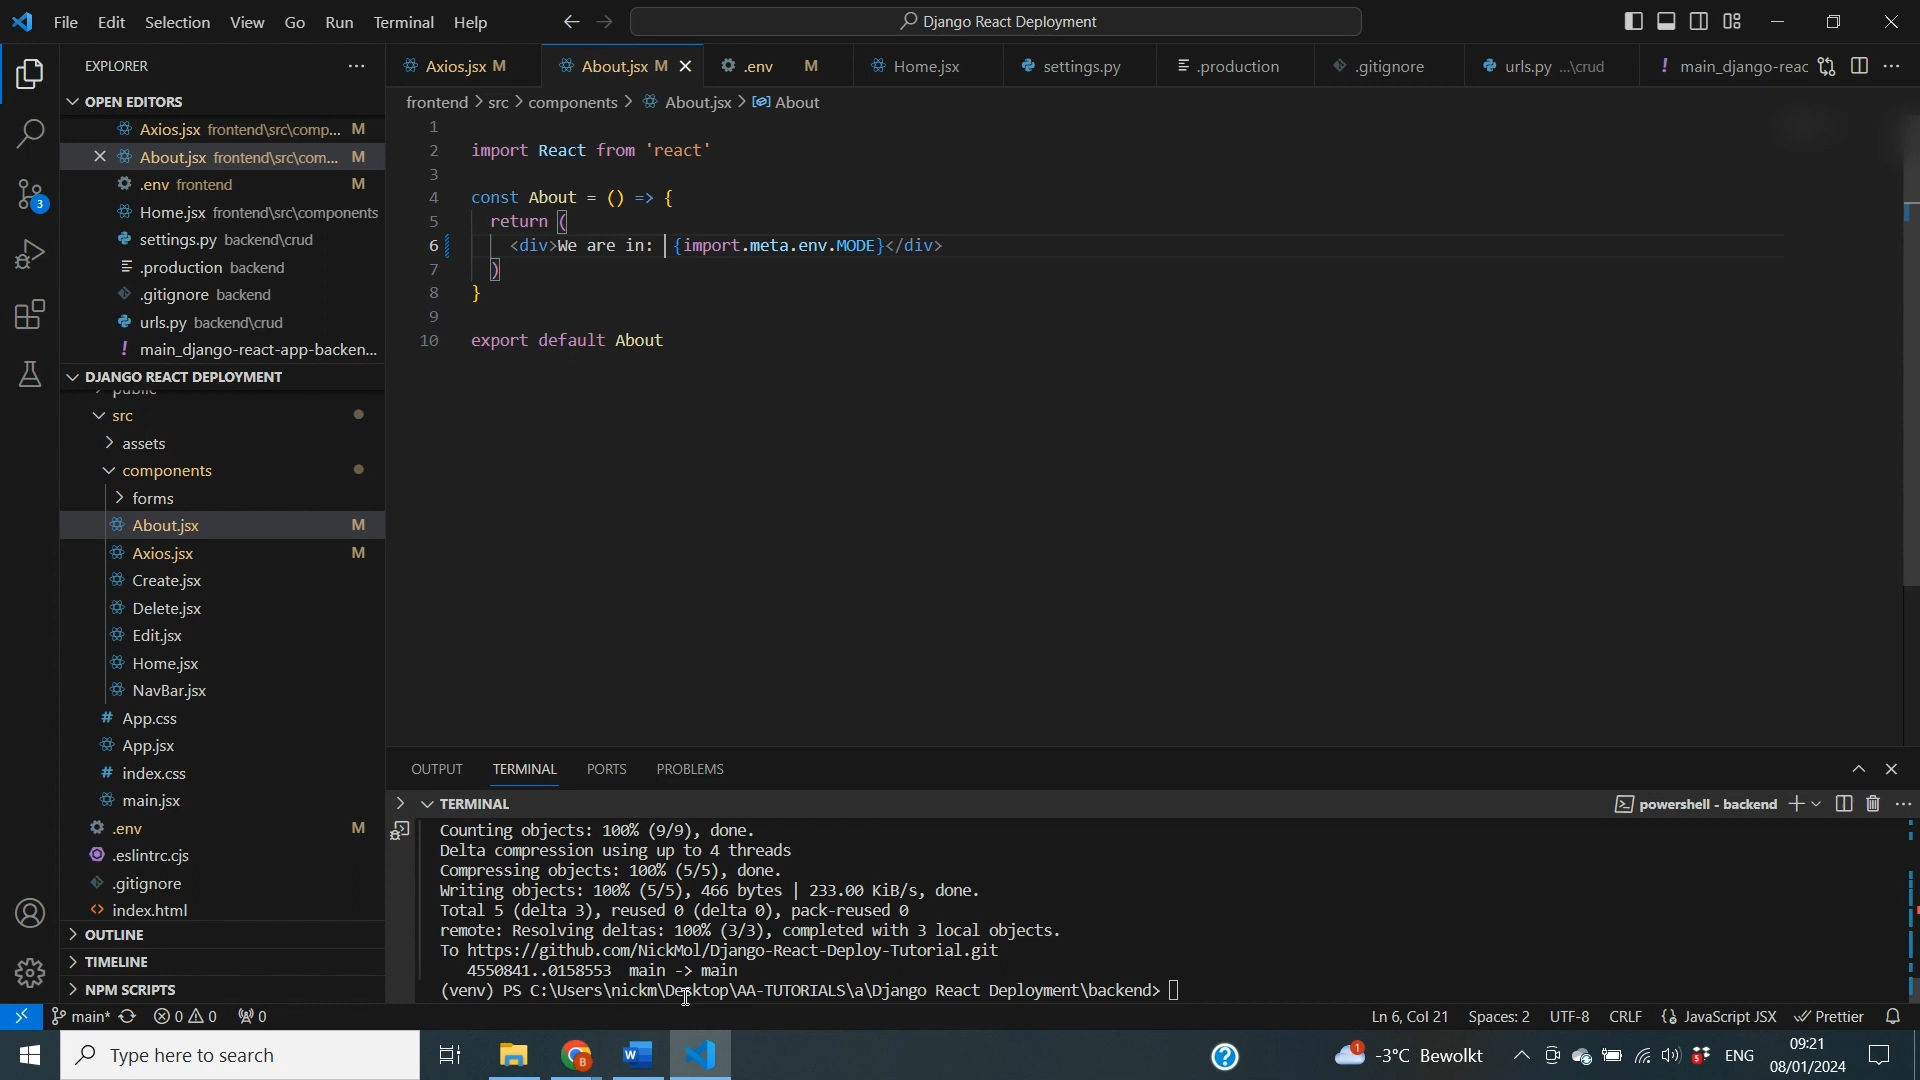 File Edit Selection View Go Run Terminal Help
Django React Deployment
EXPLORER
OPEN EDITORS
Axios.jsx frontend\src\comp... M
About.jsx frontend\src\com... M
.env frontend M
Home.jsx frontend\src\components
settings.py backend\crud
.production backend
.gitignore backend
urls.py backend\crud
main_django-react-app-backen...
DJANGO REACT DEPLOYMENT
public
src
assets
components
forms
About.jsx M
Axios.jsx M
Create.jsx
Delete.jsx
Edit.jsx
Home.jsx
NavBar.jsx
App.css
App.jsx
index.css
main.jsx
.env M
.eslintrc.cjs
.gitignore
index.html
OUTLINE
TIMELINE
NPM SCRIPTS
3
Axios.jsx M About.jsx M .env M Home.jsx settings.py .production .gitignore urls.py ...\crud main_django-reac
frontend > src > components > About.jsx > About
1
2 import React from 'react'
3
4 const About = () => {
5 return (
6 <div>We are in: {import.meta.env.MODE}</div>
7 )
8 }
9
10 export default About
OUTPUT TERMINAL PORTS PROBLEMS
TERMINAL
powershell - backend
Counting objects: 100% (9/9), done.
Delta compression using up to 4 threads
Compressing objects: 100% (5/5), done.
Writing objects: 100% (5/5), 466 bytes | 233.00 KiB/s, done.
Total 5 (delta 3), reused 0 (delta 0), pack-reused 0
remote: Resolving deltas: 100% (3/3), completed with 3 local objects.
To https://github.com/NickMol/Django-React-Deploy-Tutorial.git
4550841..0158553 main -> main
(venv) PS C:\Users\nickm\Desktop\AA-TUTORIALS\a\Django React Deployment\backend>
main* 0 0 0
Ln 6, Col 21 Spaces: 2 UTF-8 CRLF JavaScript JSX Prettier
Type here to search
1 -3°C Bewolkt
ENG
09:21
08/01/2024